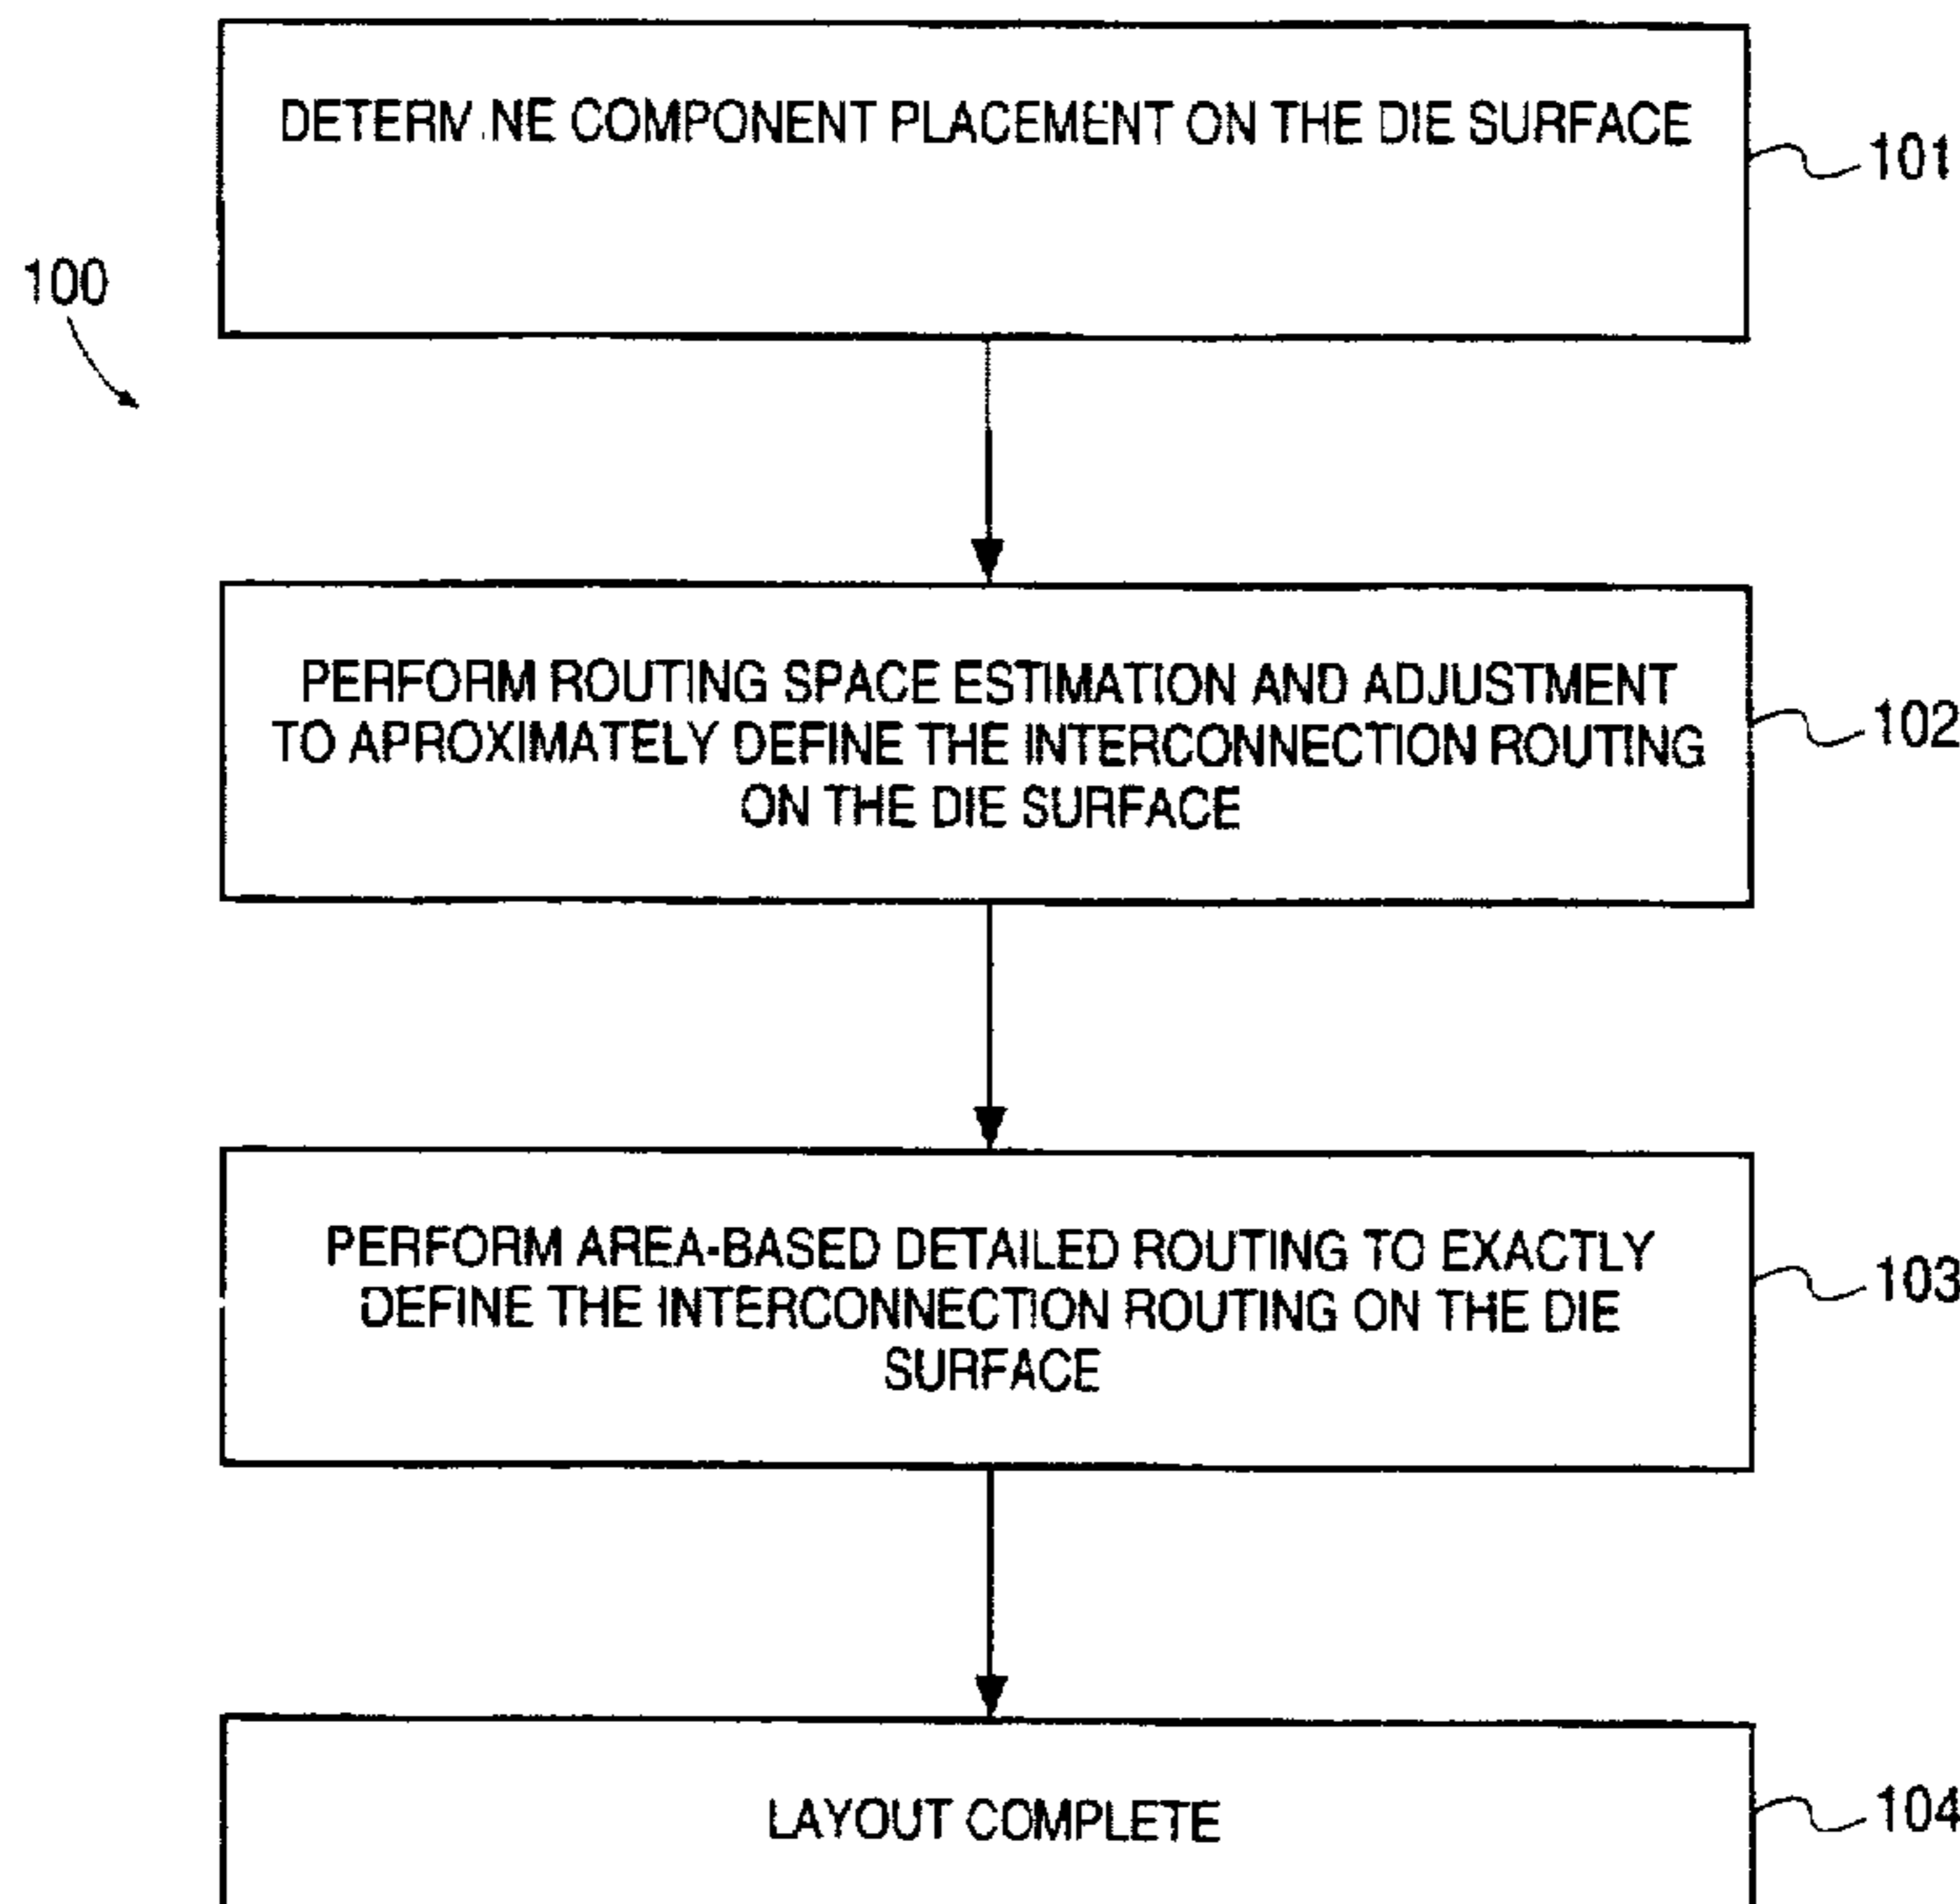 DETERMINE COMPONENT PLACEMENT ON THE DIE SURFACE
101
100
PERFORM ROUTING SPACE ESTIMATION AND ADJUSTMENT
TO APROXIMATELY DEFINE THE INTERCONNECTION ROUTING
ON THE DIE SURFACE
102
PERFORM AREA-BASED DETAILED ROUTING TO EXACTLY
DEFINE THE INTERCONNECTION ROUTING ON THE DIE
SURFACE
103
LAYOUT COMPLETE
104